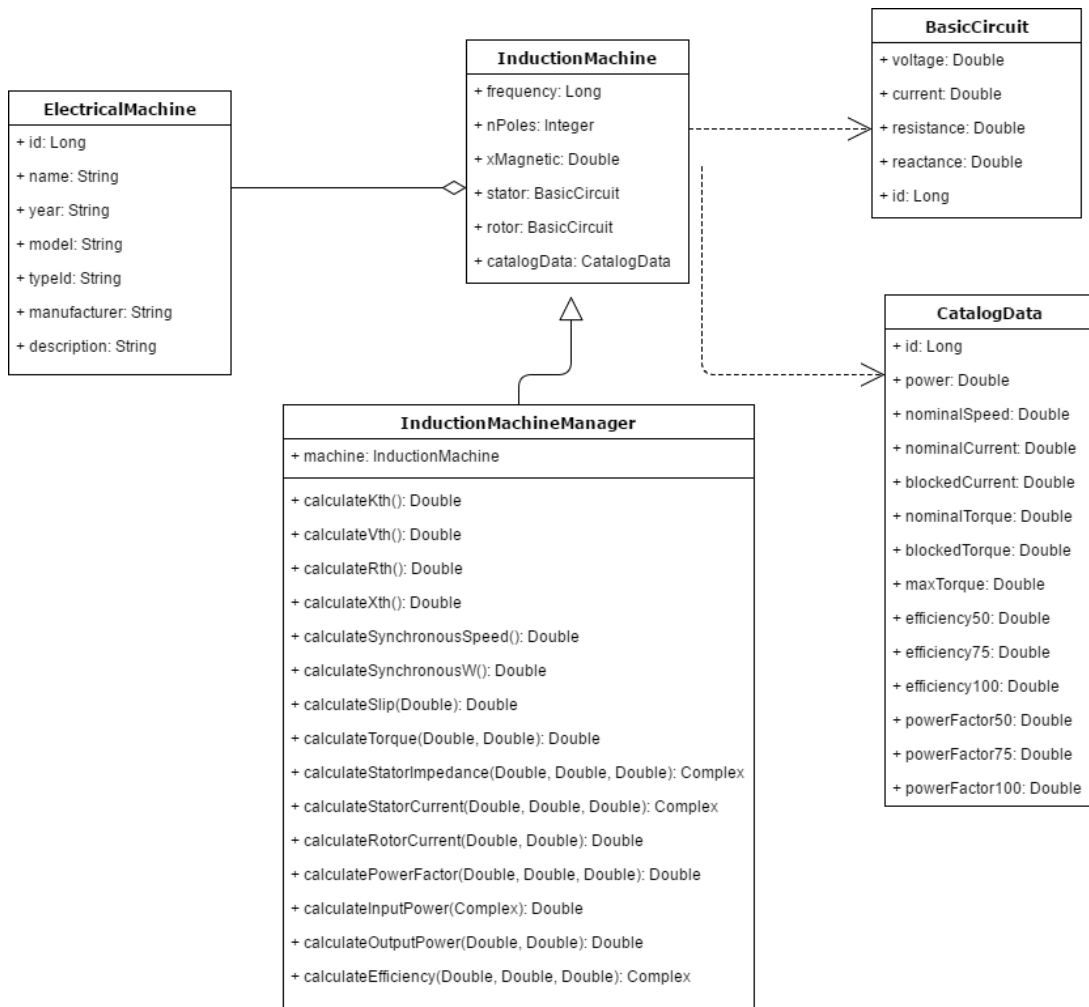 ElectricalMachine
+ id: Long
+ name: String
+ year: String
+ model: String
+ typeId: String
+ manufacturer: String
+ description: String
InductionMachine
+ frequency: Long
+ nPoles: Integer
+ xMagnetic: Double
+ stator: BasicCircuit
+ rotor: BasicCircuit
+ catalogData: CatalogData
BasicCircuit
+ voltage: Double
+ current: Double
+ resistance: Double
+ reactance: Double
+ id: Long
InductionMachineManager
+ machine: InductionMachine
+ calculateKth(): Double
+ calculateVth(): Double
+ calculateRth(): Double
+ calculateXth(): Double
+ calculateSynchronousSpeed(): Double
+ calculateSynchronousW(): Double
+ calculateSlip(Double): Double
+ calculateTorque(Double, Double): Double
+ calculateStatorImpedance(Double, Double, Double): Complex
+ calculateStatorCurrent(Double, Double, Double): Complex
+ calculateRotorCurrent(Double, Double): Double
+ calculatePowerFactor(Double, Double, Double): Double
+ calculateInputPower(Complex): Double
+ calculateOutputPower(Double, Double): Double
+ calculateEfficiency(Double, Double, Double): Complex
CatalogData
+ id: Long
+ power: Double
+ nominalSpeed: Double
+ nominalCurrent: Double
+ blockedCurrent: Double
+ nominalTorque: Double
+ blockedTorque: Double
+ maxTorque: Double
+ efficiency50: Double
+ efficiency75: Double
+ efficiency100: Double
+ powerFactor50: Double
+ powerFactor75: Double
+ powerFactor100: Double